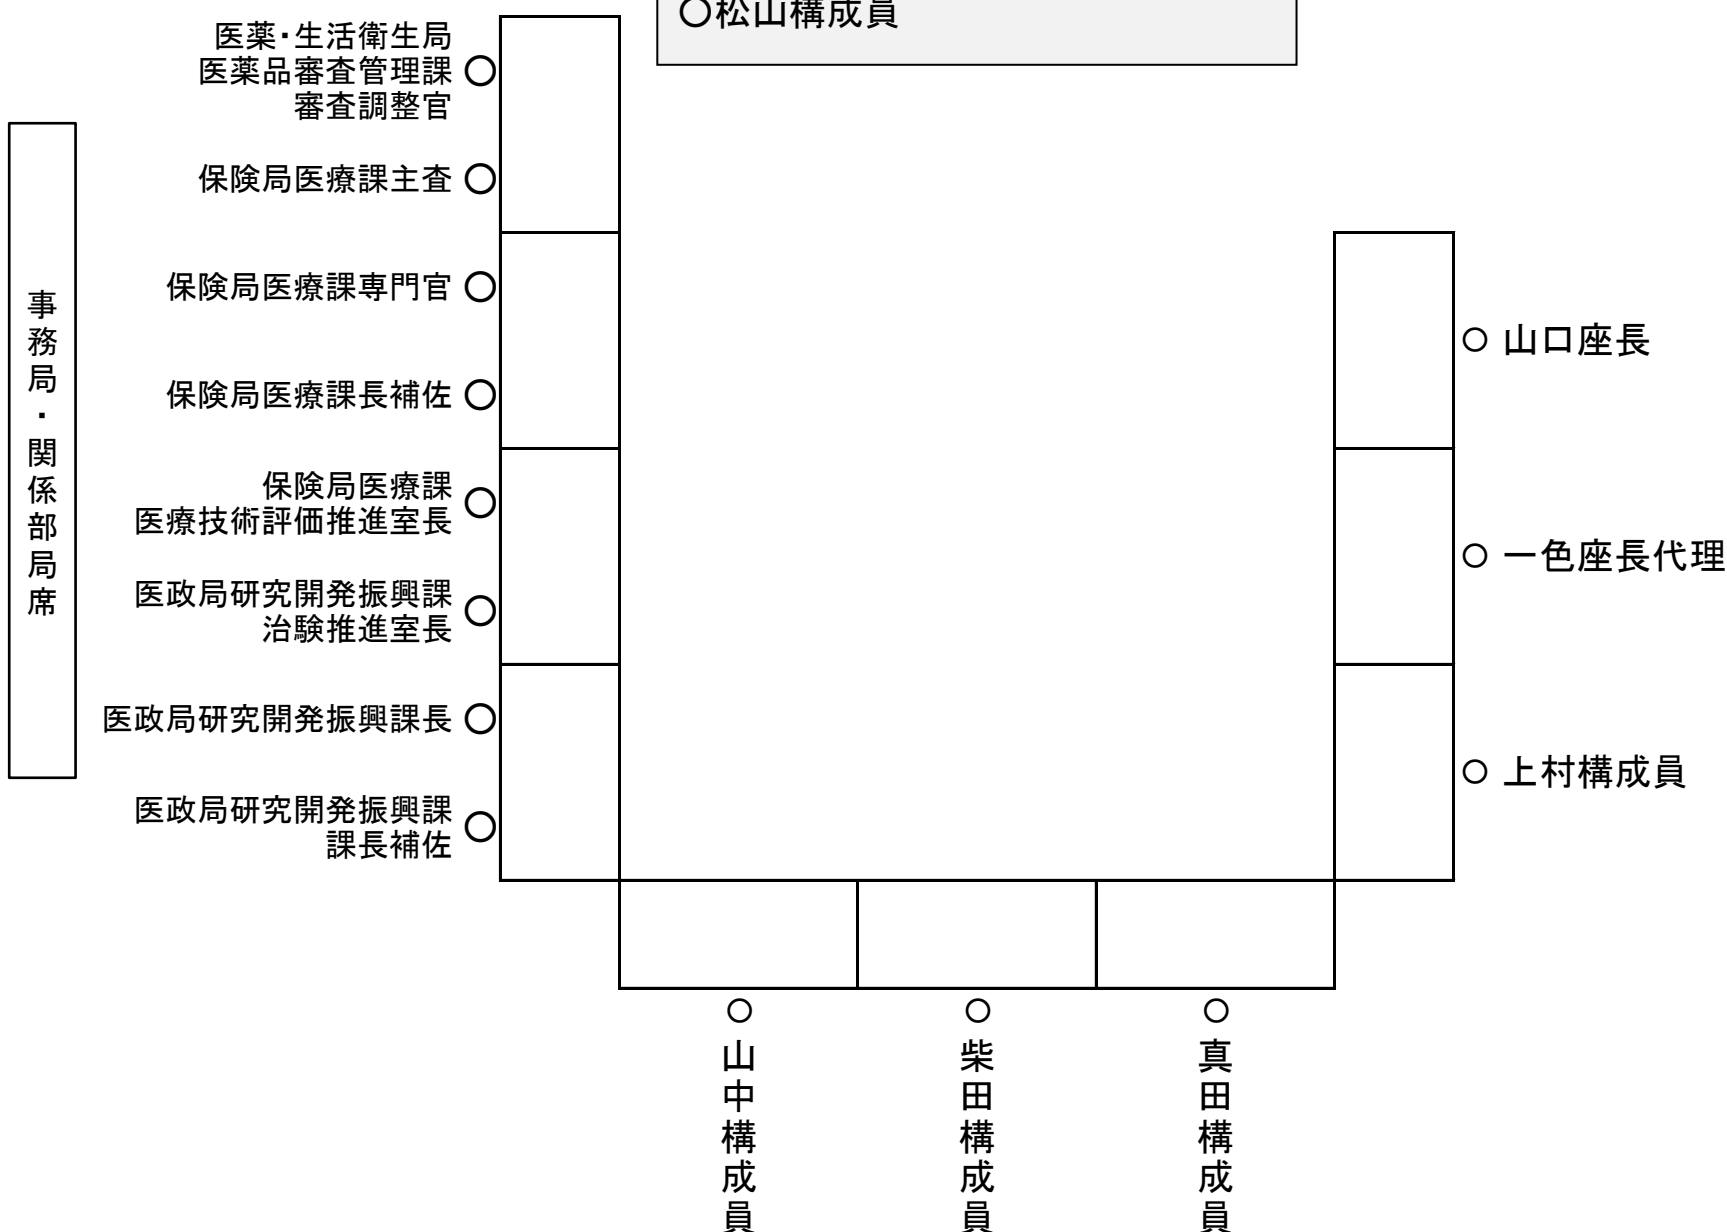 〇松山構成員
医薬・生活衛生局
医薬品審査管理課 〇
審査調整官
保険局医療課主査 〇
保険局医療課専門官 〇
保険局医療課長補佐 〇
保険局医療課 〇
医療技術評価推進室長
医政局研究開発振興課 〇
治験推進室長
医政局研究開発振興課長 〇
医政局研究開発振興課 〇
課長補佐
事務局・関係部局席
○ 山口座長
○ 一色座長代理
○ 上村構成員
○山中構成員
○柴田構成員
○真田構成員